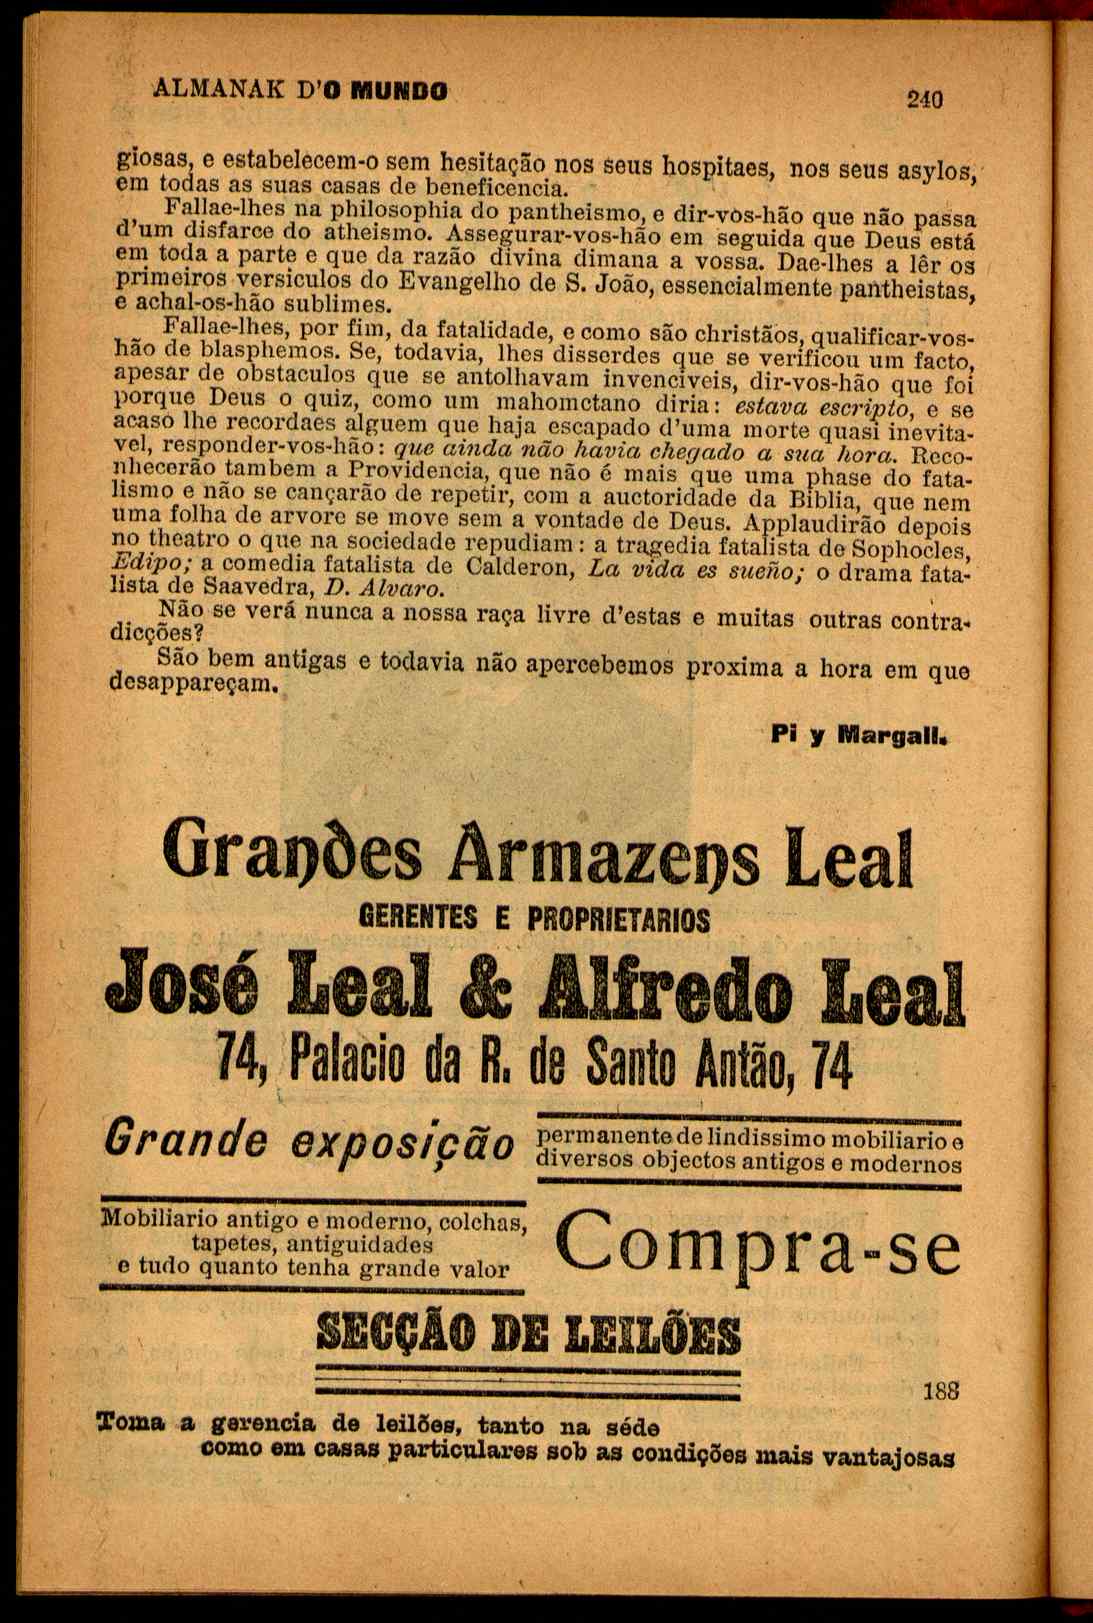 ALMANAK D'O MUNDO
240
giosas, e estabelecem-o sem hesitação nos seus hospitaes, nos seus asylos,
em todas as suas casas de beneficencia.
Fallae-lhes na philosophia do pantheismo, e dir-vos-hão que não passa
d'um disfarce do atheismo. Assegurar-vos-hão em seguida que Deus está
em toda a parte e que da razão divina dimana a vossa. Dae-lhes a lêr os
primeiros versiculos do Evangelho de S. João, essencialmente pantheistas,
e achal-os-hão sublimes.
Fallae-lhes, por fim, da fatalidade, e como são christãos, qualificar-vos-
hão de blasphemos. Se, todavia, lhes disserdes que se verificou um facto,
apesar de obstaculos que se antolhavam invenciveis, dir-vos-hão que foi
porque Deus o quiz, como um mahometano diria: estava escripto, e se
acaso lhe recordaes alguem que haja escapado d'uma morte quasi inevita-
vel, responder-vos-hão: que ainda não havia chegado a sua hora. Reco-
nhecerão tambem a Providencia, que não é mais que uma phase do fata-
lismo e não se cançarão de repetir, com a auctoridade da Biblia, que nem
uma folha de arvore se move sem a vontade de Deus. Applaudirão depois
no theatro o que na sociedade repudiam: a tragedia fatalista de Sophocles,
Edipo; a comedia fatalista de Calderon, La vida es sueño; o drama fata-
lista de Saavedra, D. Alvaro.
Não se verá nunca a nossa raça livre d'estas e muitas outras contra-
dicções?
São bem antigas e todavia não apercebemos proxima a hora em que
desappareçam.
Pi y Margall.
Grandes Armazens Leal
GERENTES E PROPRIETARIOS
José Leal & Alfredo Leal
74, Palacio da R. de Santo Antão, 74
Grande exposição
permanente de lindissimo mobiliario e
diversos objectos antigos e modernos
Mobiliario antigo e moderno, colchas,
tapetes, antiguidades
e tudo quanto tenha grande valor
Compra-se
SECÇÃO DE LEILÕES
188
Toma a gerencia de leilões, tanto na séde
como em casas particulares sob as condições mais vantajosas